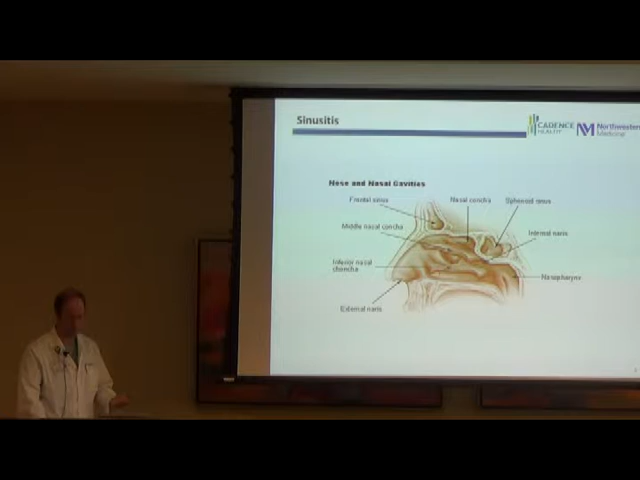 Sinusitis
CADENCE
HEALTH
Northwestern
Medicine
Nose and Nasal Cavities
Frontal sinus
Nasal concha
Sphenoid sinus
Middle nasal concha
Internal naris
Inferior nasal
choncha
Nasopharynx
External naris